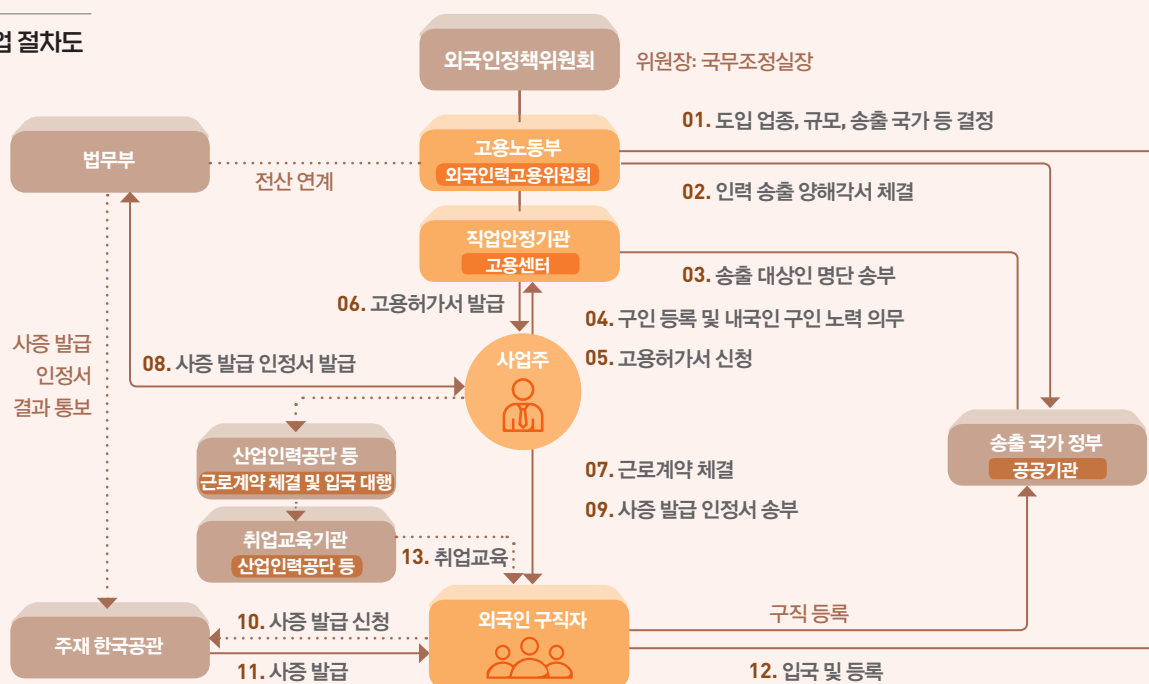 업 절차도
외국인정책위원회
위원장: 국무조정실장
01. 도입 업종, 규모, 송출 국가 등 결정
법무부
고용노동부
외국인력고용위원회
전산 연계
02. 인력 송출 양해각서 체결
직업안정기관
고용센터
03. 송출 대상인 명단 송부
06. 고용허가서 발급
04. 구인 등록 및 내국인 구인 노력 의무
사증 발급
인정서
결과 통보
08. 사증 발급 인정서 발급
사업주
05. 고용허가서 신청
송출 국가 정부
공공기관
산업인력공단 등
근로계약 체결 및 입국 대행
07. 근로계약 체결
09. 사증 발급 인정서 송부
취업교육기관
산업인력공단 등
13. 취업교육
10. 사증 발급 신청
외국인 구직자
구직 등록
주재 한국공관
11. 사증 발급
12. 입국 및 등록